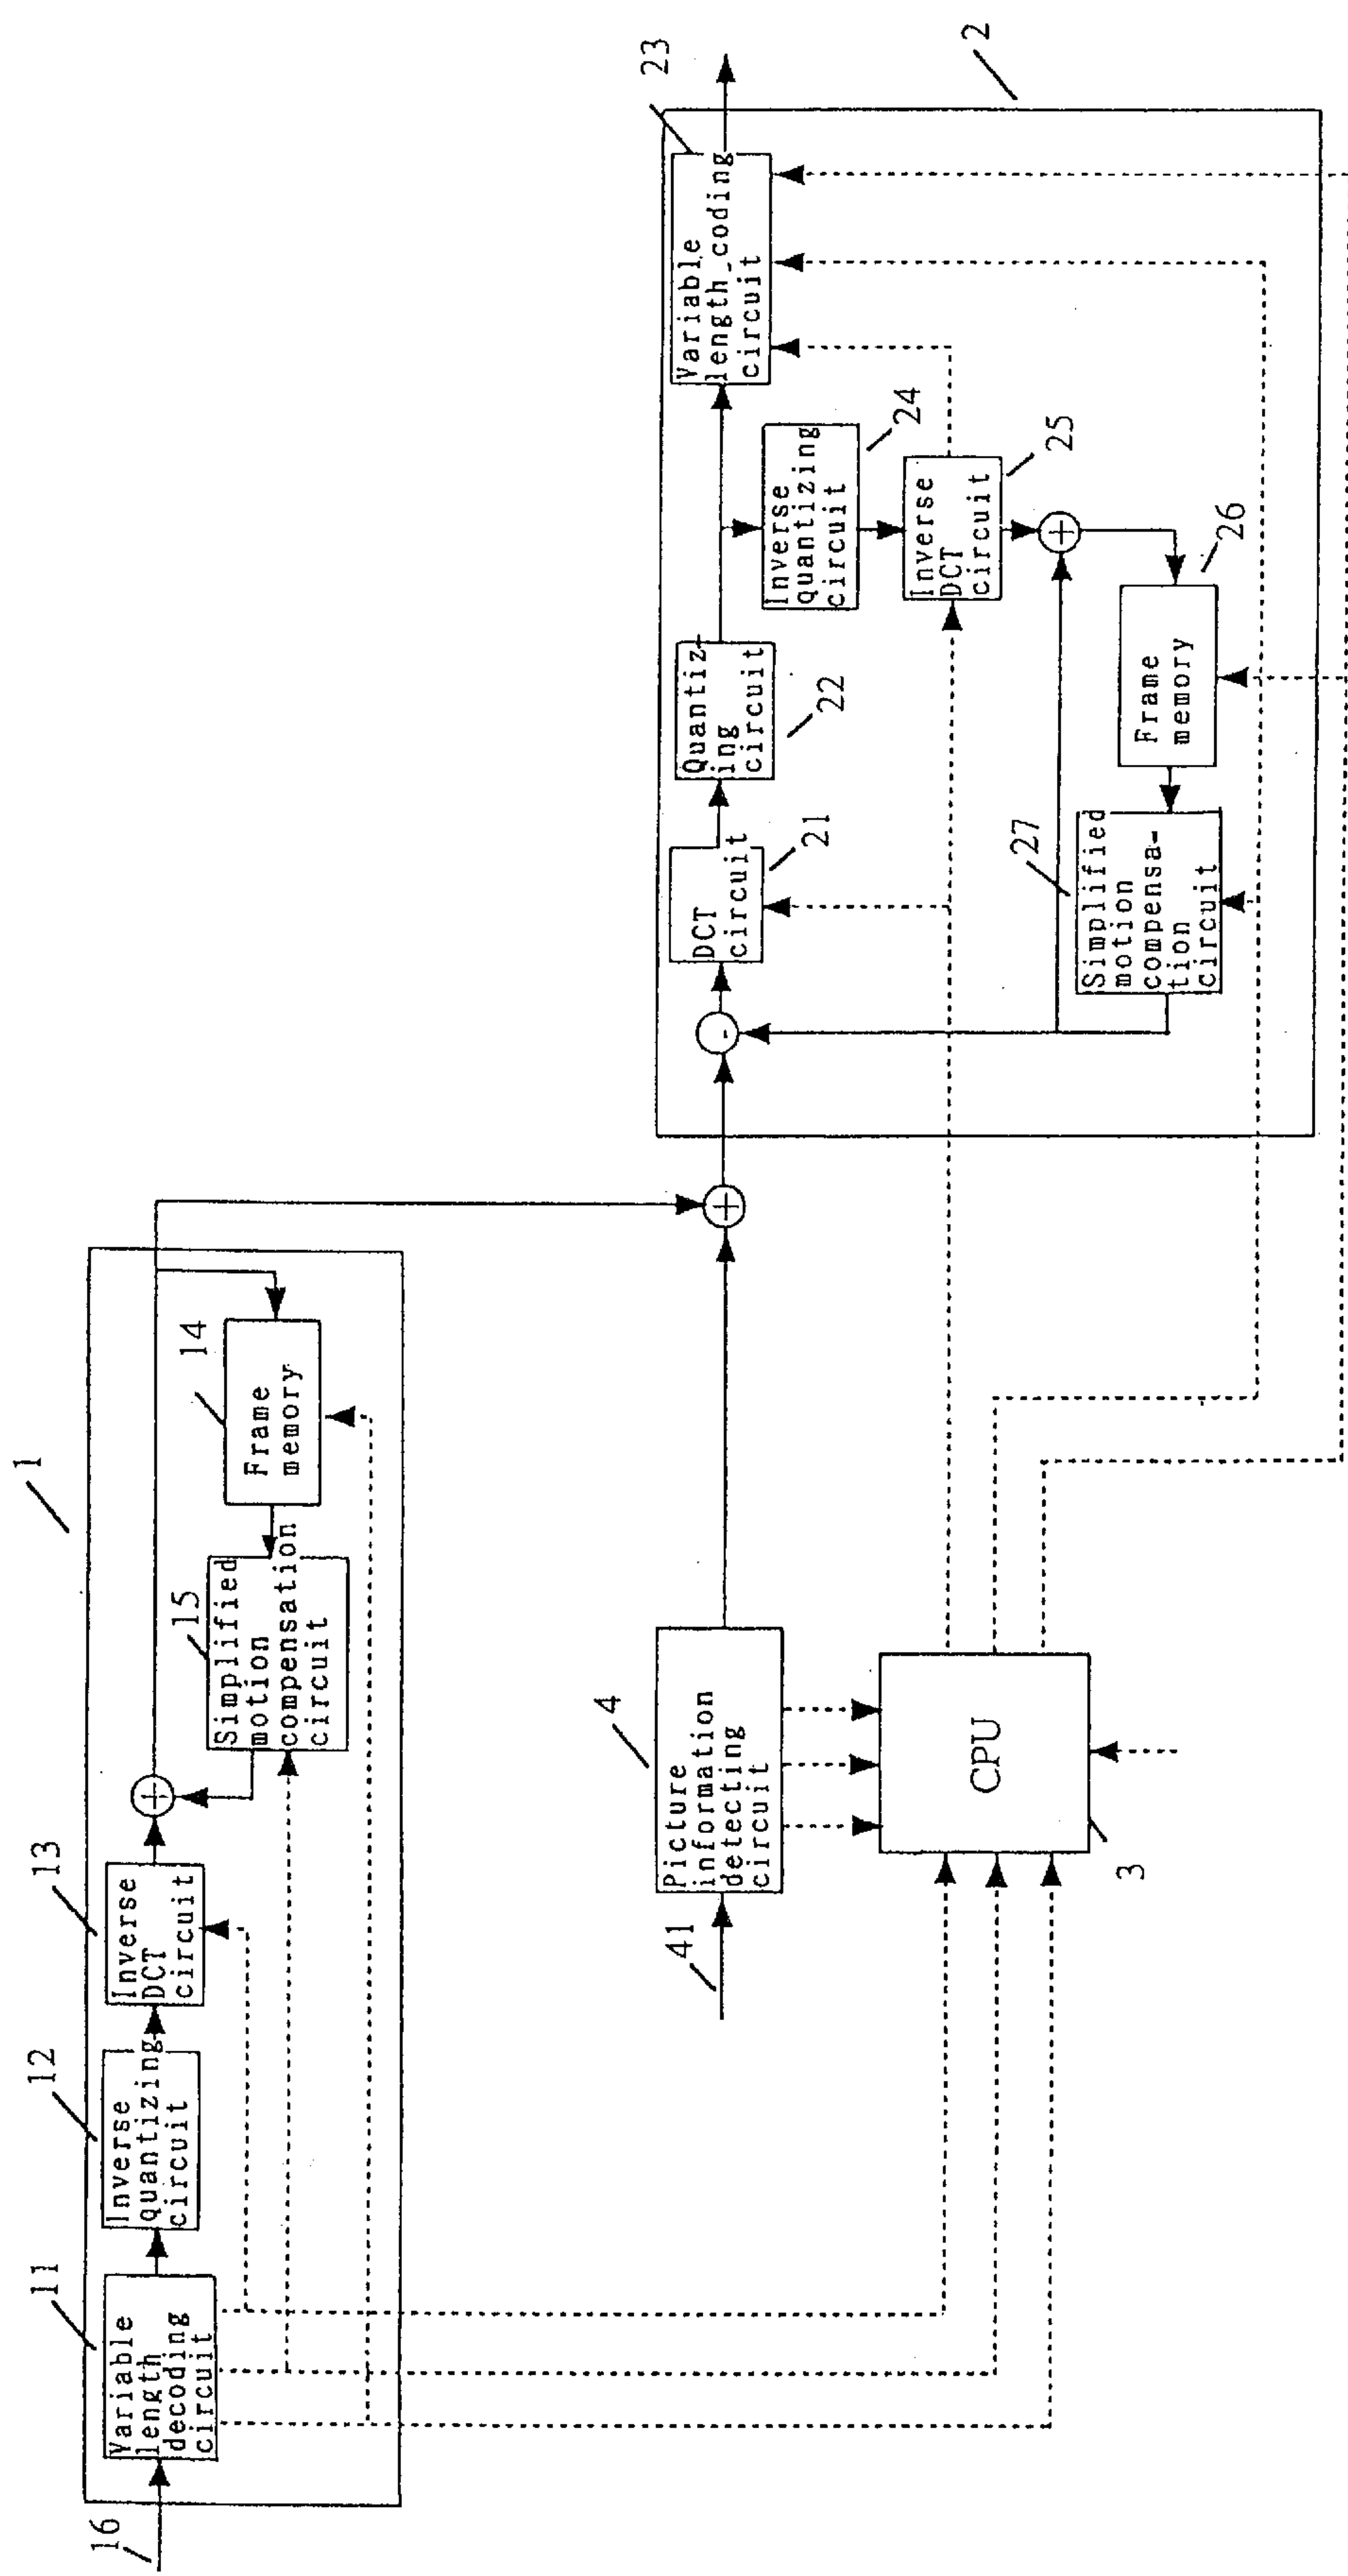 1
16
11
Variable
length
decoding
circuit
12
Inverse
quantizing
circuit
13
Inverse
DCT
circuit
15
Simplified
motion
compensation
circuit
14
Frame
memory
41
4
Picture
information
detecting
circuit
CPU
3
2
21
DCT
circuit
22
Quantiz-
ing
circuit
23
Variable
length coding
circuit
24
Inverse
quantizing
circuit
25
Inverse
DCT
circuit
26
Frame
memory
27
Simplified
motion
compensa-
tion
circuit